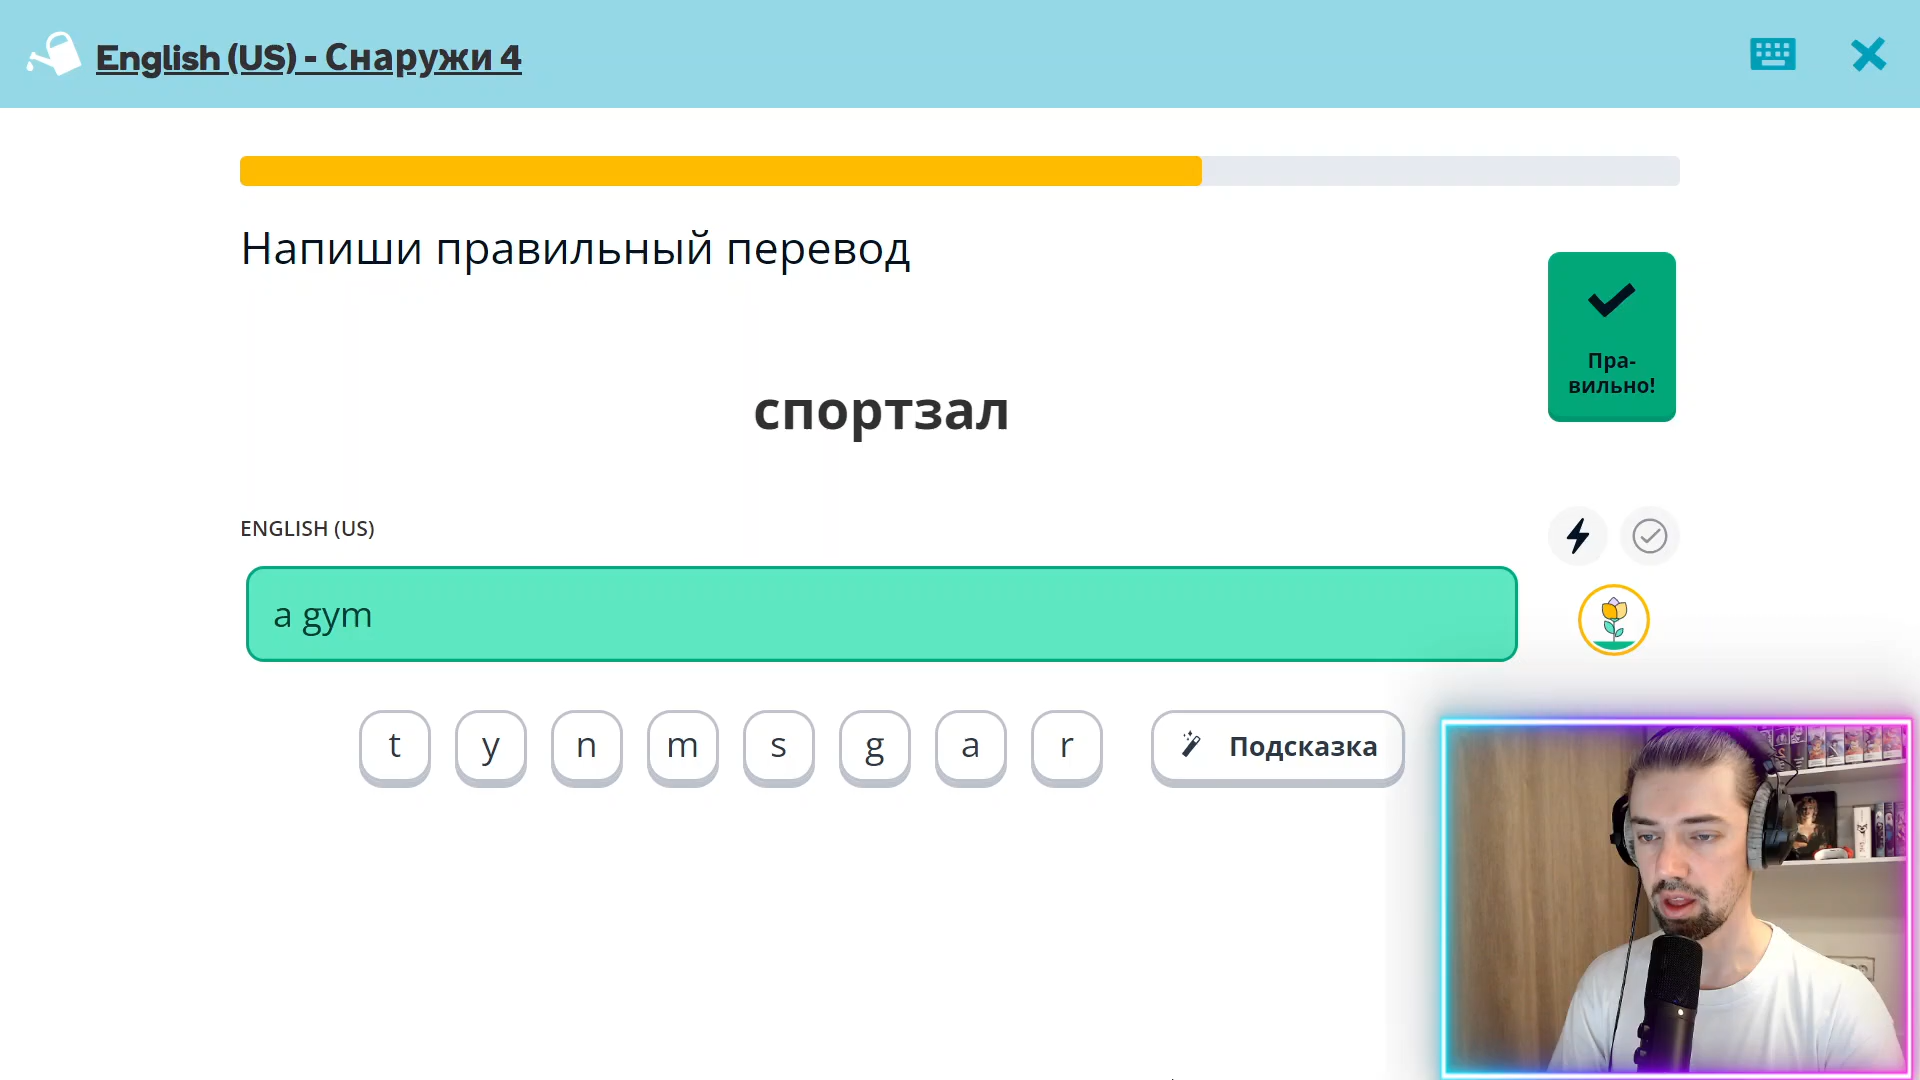 English (US) - Снаружи 4
Напиши правильный перевод
Пра-
вильно!
спортзал
ENGLISH (US)
a gym
t y n m s g a r Подсказка